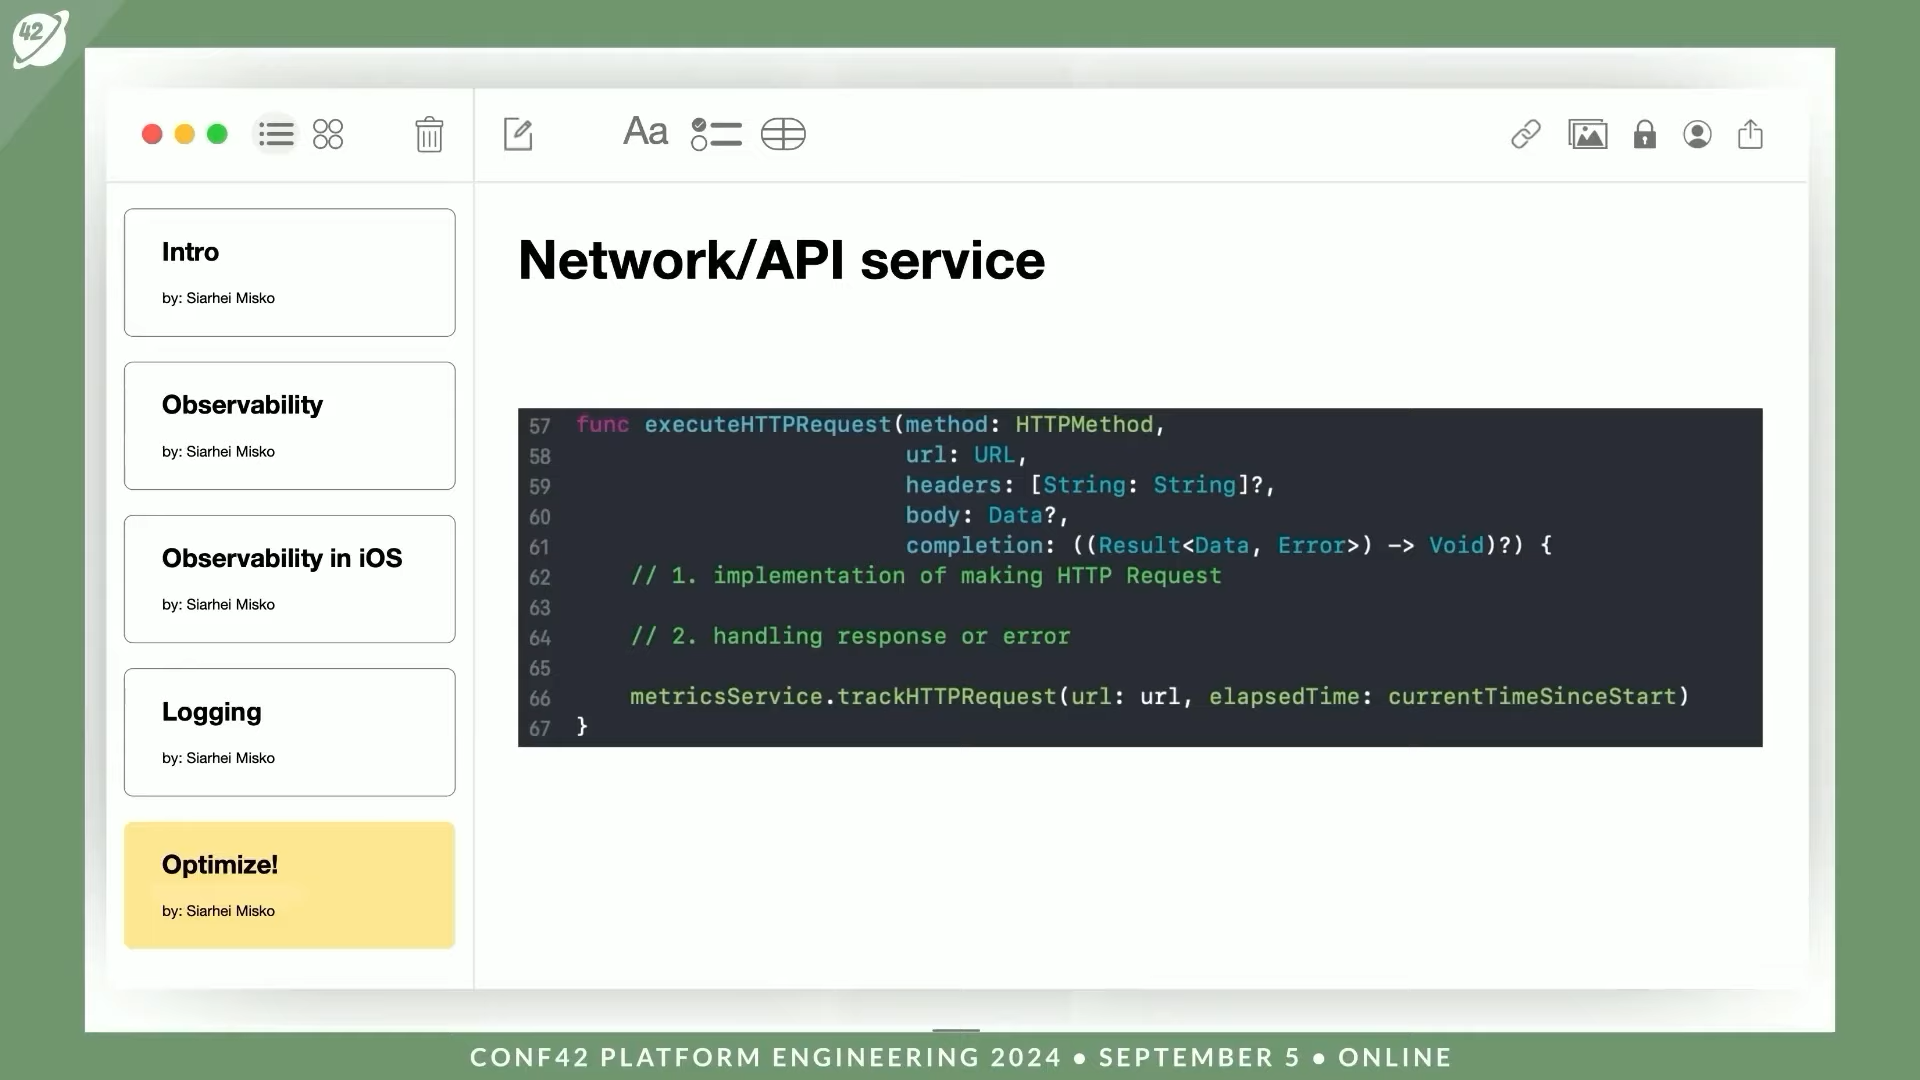 42
Aa
Intro
by: Siarhei Misko
Observability
by: Siarhei Misko
Observability in iOS
by: Siarhei Misko
Logging
by: Siarhei Misko
Optimize!
by: Siarhei Misko
Network/API service
57 func executeHTTPRequest(method: HTTPMethod,
58 url: URL,
59 headers: [String: String]?,
60 body: Data?,
61 completion: ((Result<Data, Error>) -> Void)?) {
62 // 1. implementation of making HTTP Request
63
64 // 2. handling response or error
65
66 metricsService.trackHTTPRequest(url: url, elapsedTime: currentTimeSinceStart)
67 }
CONF42 PLATFORM ENGINEERING 2024 ● SEPTEMBER 5 ● ONLINE